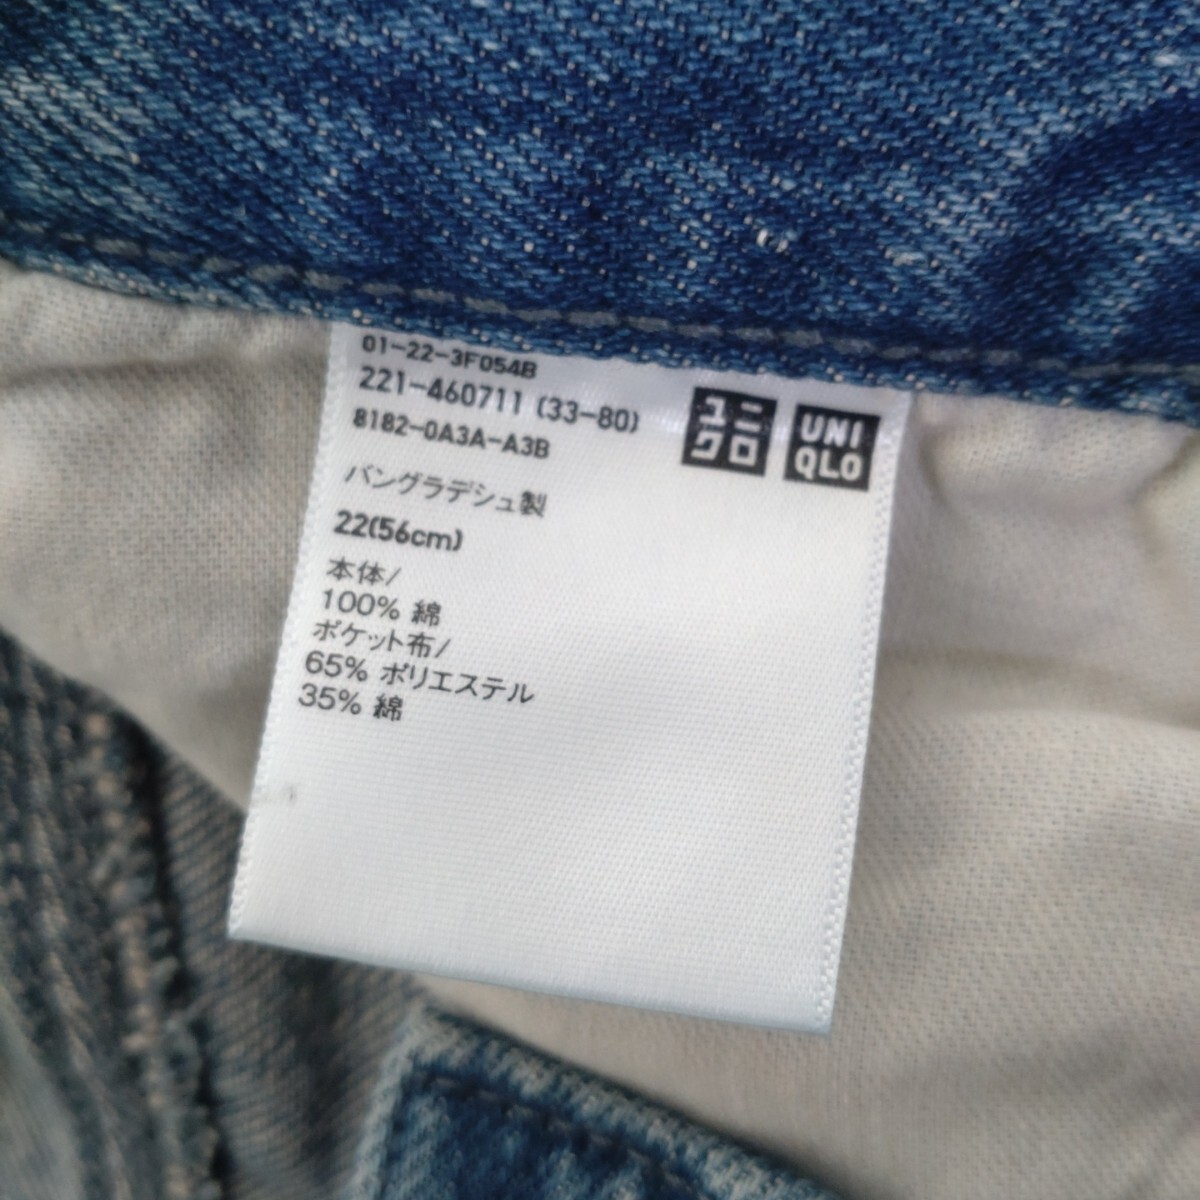 01-22-3F054B
221-460711 (33-80)
8182-0A3A-A3B
ユニ
クロ
UNI
QLO
バングラデシュ製
22(56cm)
本体/
100% 綿
ポケット布/
65% ポリエステル
35% 綿